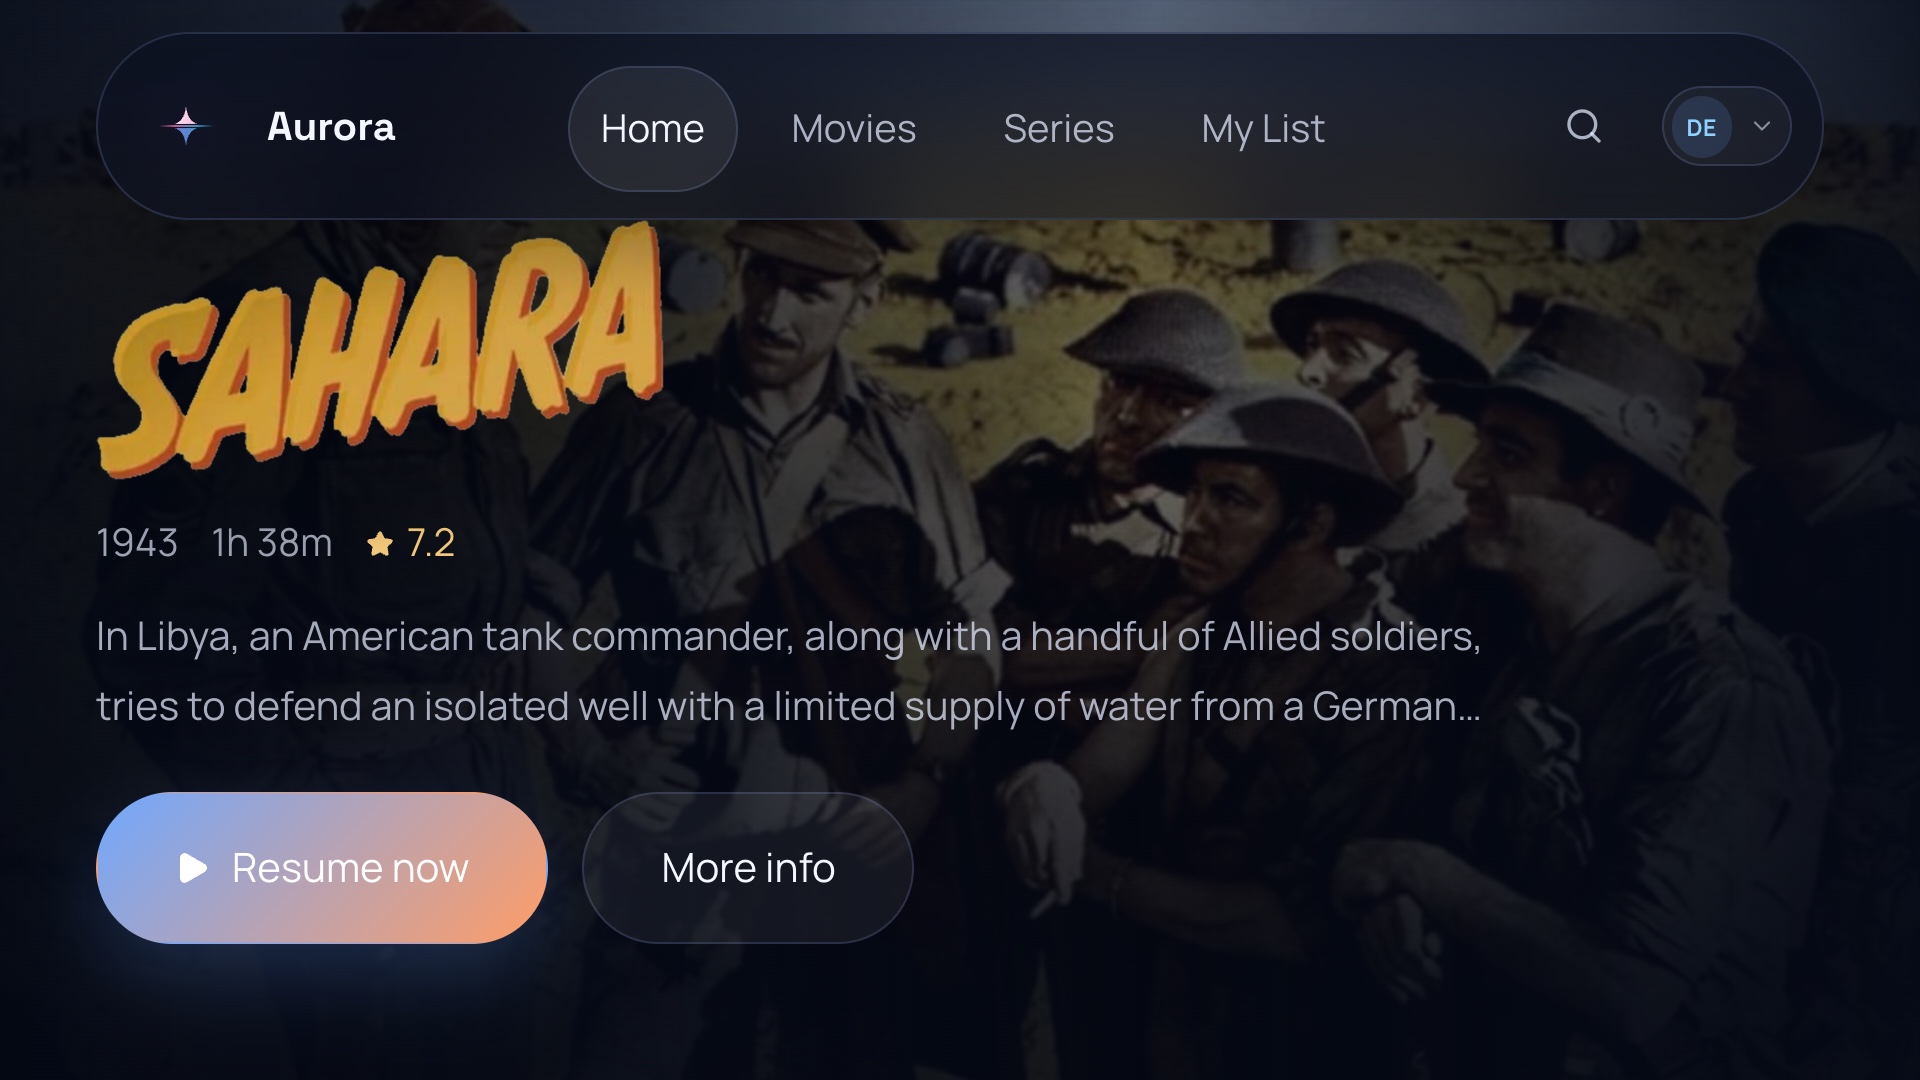 Aurora
Home
Movies
Series
My List
DE
SAHARA
1943 1h 38m 7.2
In Libya, an American tank commander, along with a handful of Allied soldiers,
tries to defend an isolated well with a limited supply of water from a German…
Resume now
More info